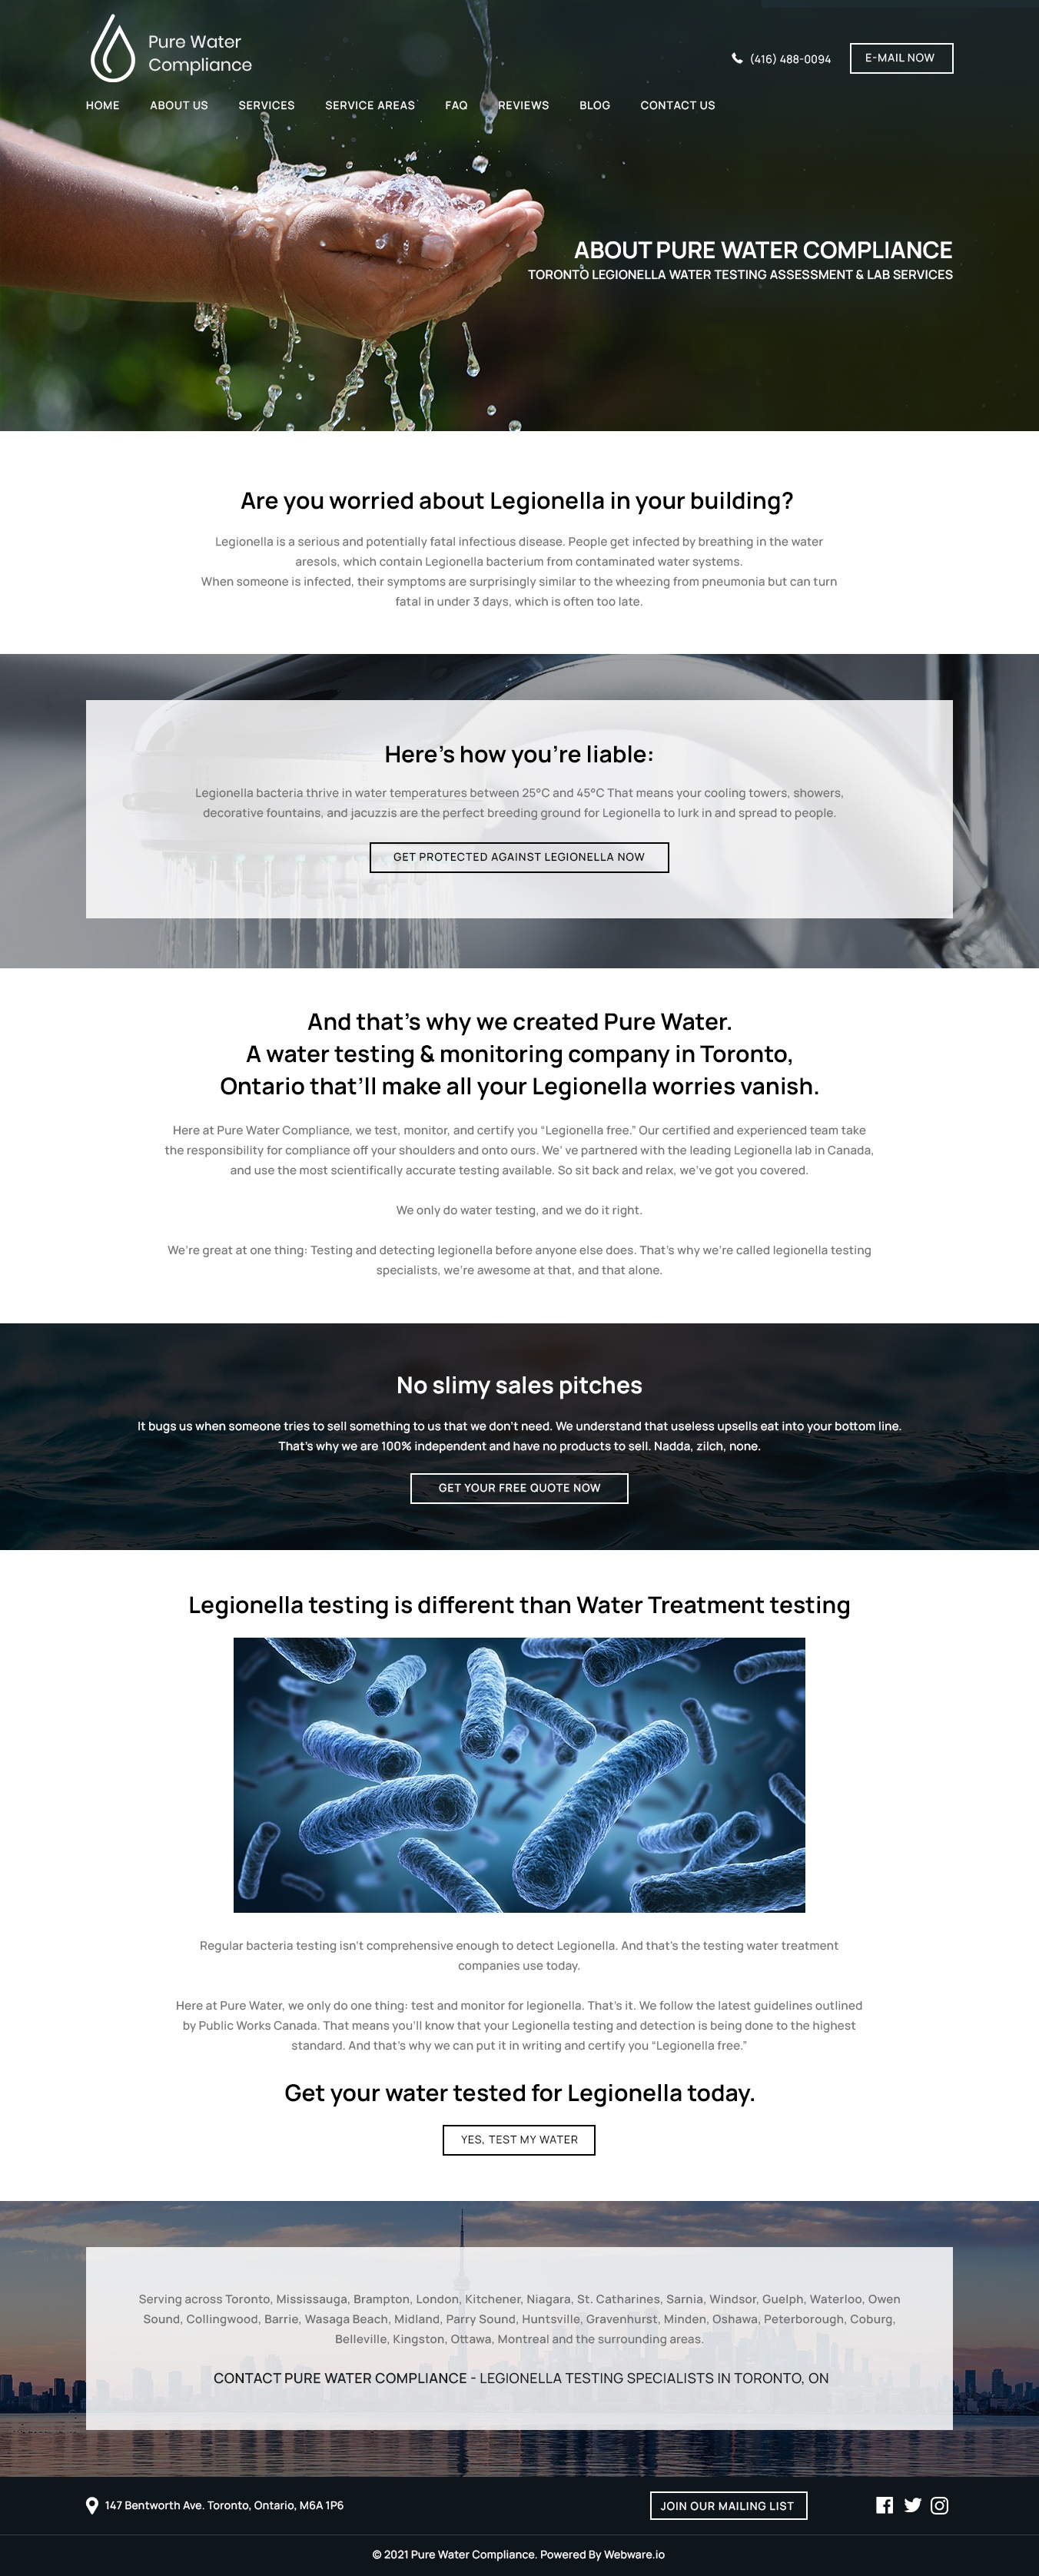 Pure Water
Compliance
(416) 488-0094
E-MAIL NOW
HOME ABOUT US SERVICES SERVICE AREAS FAQ REVIEWS BLOG CONTACT US
ABOUT PURE WATER COMPLIANCE
TORONTO LEGIONELLA WATER TESTING ASSESSMENT & LAB SERVICES
Are you worried about Legionella in your building?
Legionella is a serious and potentially fatal infectious disease. People get infected by breathing in the water
aresols, which contain Legionella bacterium from contaminated water systems.
When someone is infected, their symptoms are surprisingly similar to the wheezing from pneumonia but can turn
fatal in under 3 days, which is often too late.
Here's how you're liable:
Legionella bacteria thrive in water temperatures between 25°C and 45°C That means your cooling towers, showers,
decorative fountains, and jacuzzis are the perfect breeding ground for Legionella to lurk in and spread to people.
GET PROTECTED AGAINST LEGIONELLA NOW
And that's why we created Pure Water.
A water testing & monitoring company in Toronto,
Ontario that'll make all your Legionella worries vanish.
Here at Pure Water Compliance, we test, monitor, and certify you “Legionella free.” Our certified and experienced team take
the responsibility for compliance off your shoulders and onto ours. We' ve partnered with the leading Legionella lab in Canada,
and use the most scientifically accurate testing available. So sit back and relax, we've got you covered.
We only do water testing, and we do it right.
We're great at one thing: Testing and detecting legionella before anyone else does. That's why we're called legionella testing
specialists, we're awesome at that, and that alone.
No slimy sales pitches
It bugs us when someone tries to sell something to us that we don't need. We understand that useless upsells eat into your bottom line.
That's why we are 100% independent and have no products to sell. Nadda, zilch, none.
GET YOUR FREE QUOTE NOW
Legionella testing is different than Water Treatment testing
Regular bacteria testing isn't comprehensive enough to detect Legionella. And that's the testing water treatment
companies use today.
Here at Pure Water, we only do one thing: test and monitor for legionella. That's it. We follow the latest guidelines outlined
by Public Works Canada. That means you'll know that your Legionella testing and detection is being done to the highest
standard. And that's why we can put it in writing and certify you “Legionella free.”
Get your water tested for Legionella today.
YES, TEST MY WATER
Serving across Toronto, Mississauga, Brampton, London, Kitchener, Niagara, St. Catharines, Sarnia, Windsor, Guelph, Waterloo, Owen
Sound, Collingwood, Barrie, Wasaga Beach, Midland, Parry Sound, Huntsville, Gravenhurst, Minden, Oshawa, Peterborough, Coburg,
Belleville, Kingston, Ottawa, Montreal and the surrounding areas.
CONTACT PURE WATER COMPLIANCE - LEGIONELLA TESTING SPECIALISTS IN TORONTO, ON
147 Bentworth Ave. Toronto, Ontario, M6A 1P6
JOIN OUR MAILING LIST
© 2021 Pure Water Compliance. Powered By Webware.io